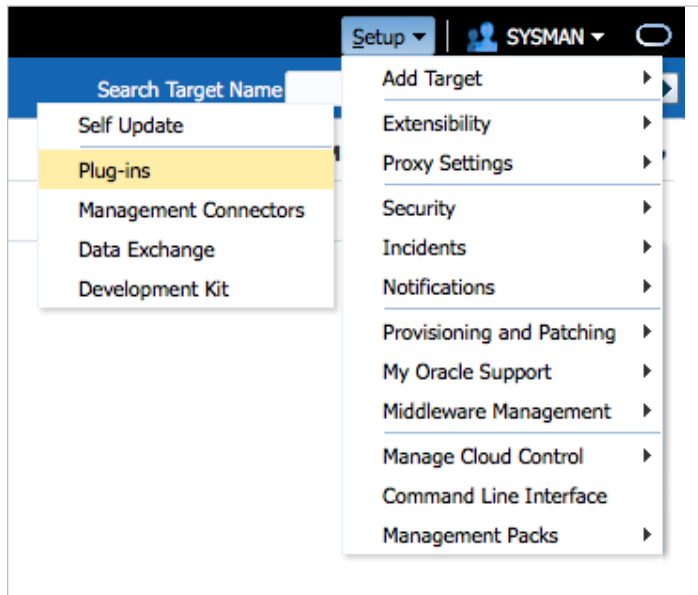 Setup
SYSMAN
Search Target Name
Add Target
Extensibility
Proxy Settings
Security
Incidents
Notifications
Provisioning and Patching
My Oracle Support
Middleware Management
Manage Cloud Control
Command Line Interface
Management Packs
Self Update
Plug-ins
Management Connectors
Data Exchange
Development Kit